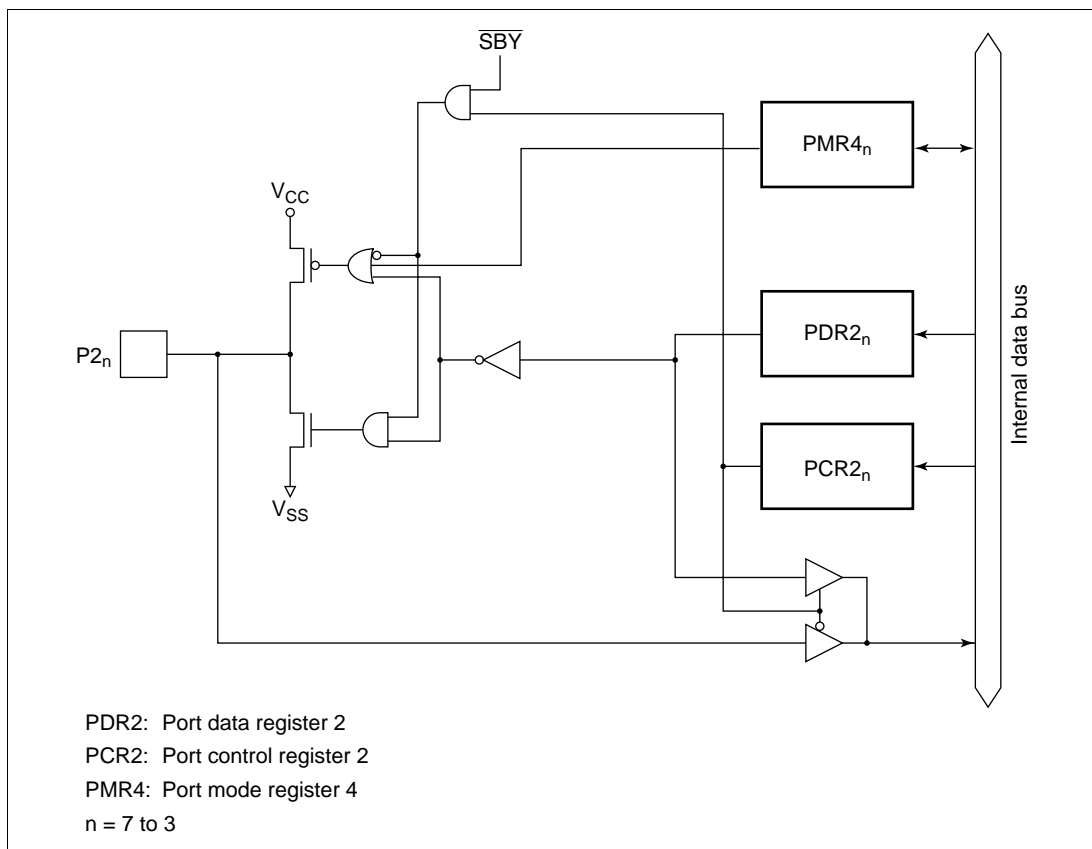 SBY
PMR4n
VCC
PDR2n
P2n
PCR2n
VSS
Internal data bus
PDR2: Port data register 2
PCR2: Port control register 2
PMR4: Port mode register 4
n = 7 to 3